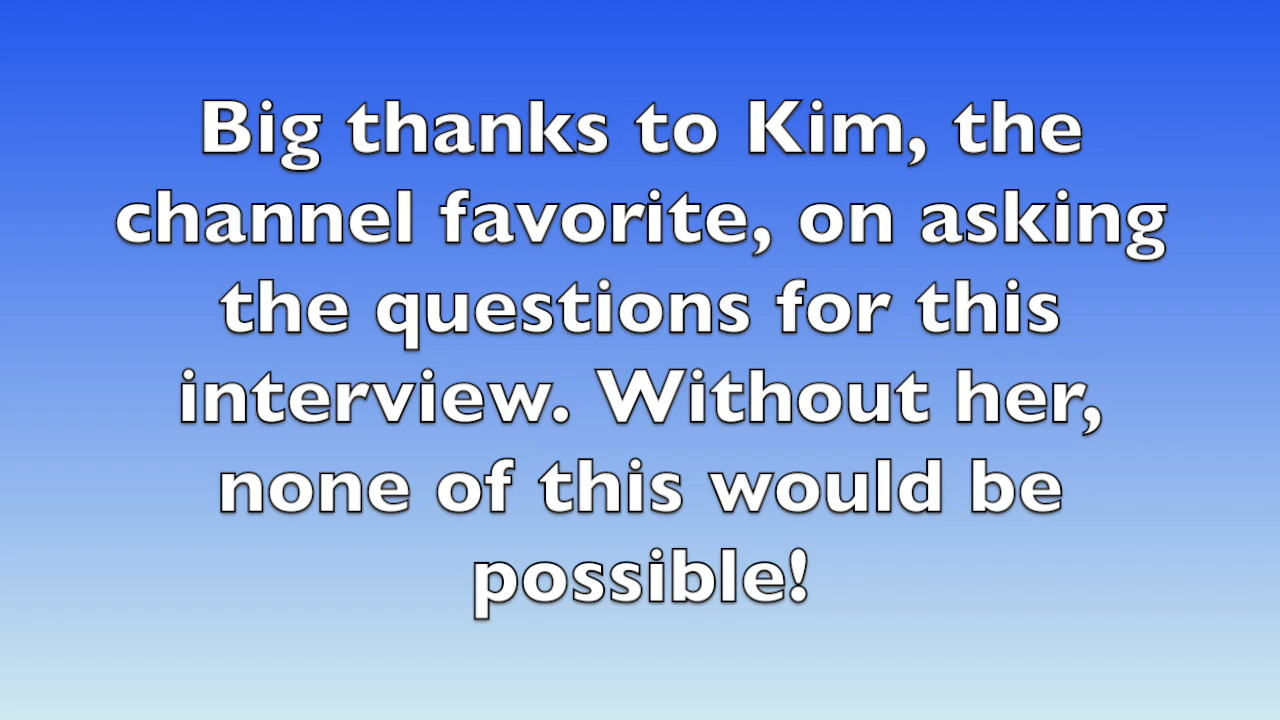 Big thanks to Kim, the
channel favorite, on asking
the questions for this
interview. Without her,
none of this would be
possible!